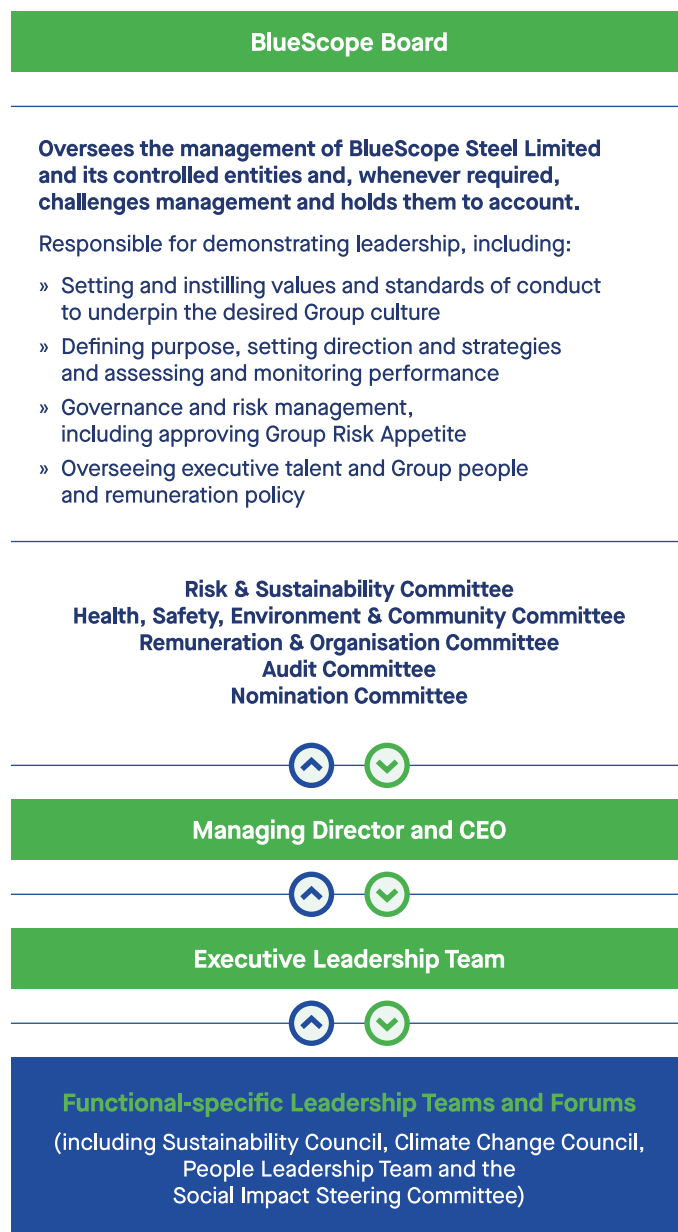 BlueScope Board
Oversees the management of BlueScope Steel Limited
and its controlled entities and, whenever required,
challenges management and holds them to account.
Responsible for demonstrating leadership, including:
» Setting and instilling values and standards of conduct
to underpin the desired Group culture
» Defining purpose, setting direction and strategies
and assessing and monitoring performance
» Governance and risk management,
including approving Group Risk Appetite
» Overseeing executive talent and Group people
and remuneration policy
Risk & Sustainability Committee
Health, Safety, Environment & Community Committee
Remuneration & Organisation Committee
Audit Committee
Nomination Committee
Managing Director and CEO
Executive Leadership Team
Functional-specific Leadership Teams and Forums
(including Sustainability Council, Climate Change Council,
People Leadership Team and the
Social Impact Steering Committee)